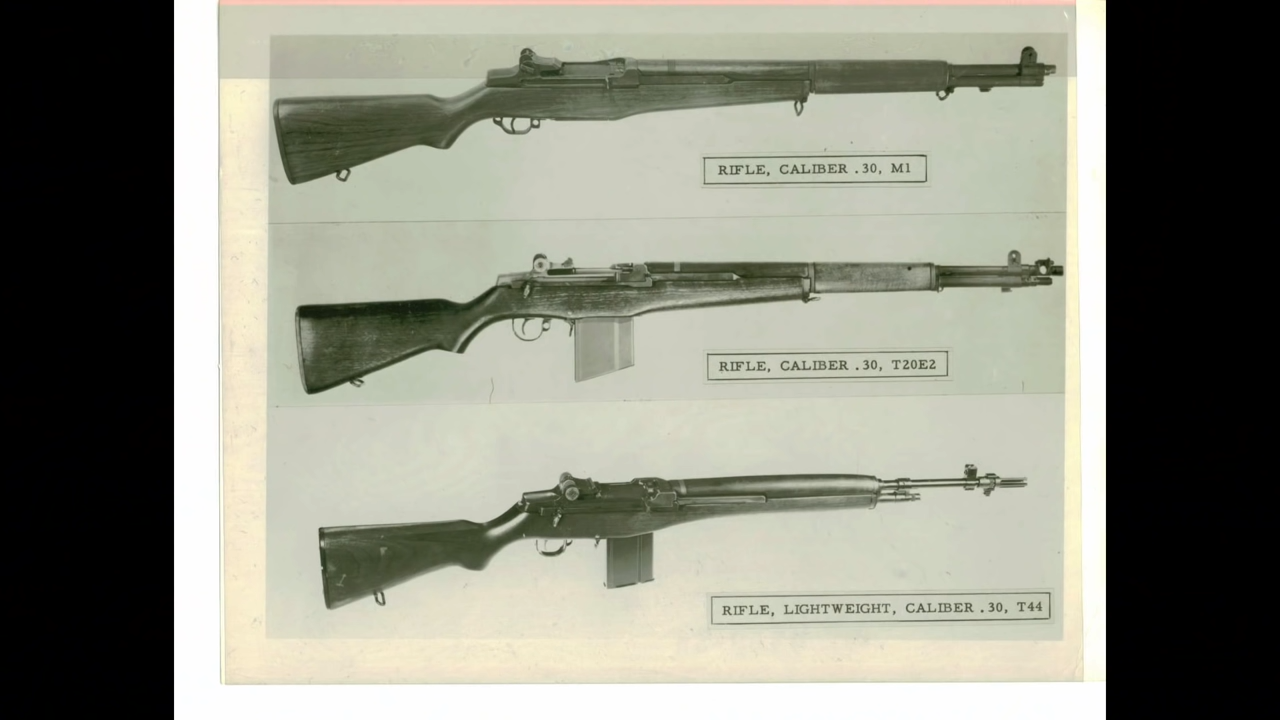 RIFLE, CALIBER .30, M1
RIFLE, CALIBER .30, T20E2
RIFLE, LIGHTWEIGHT, CALIBER .30, T44